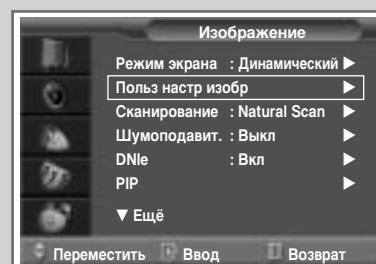 Изображение
Режим экрана : Динамический ▶
Польз настр изобр ▶
Сканирование : Natural Scan ▶
Шумоподавит. : Выкл ▶
DNIe : Вкл ▶
PIP ▶
▼ Ещё
Переместить Ввод Возврат